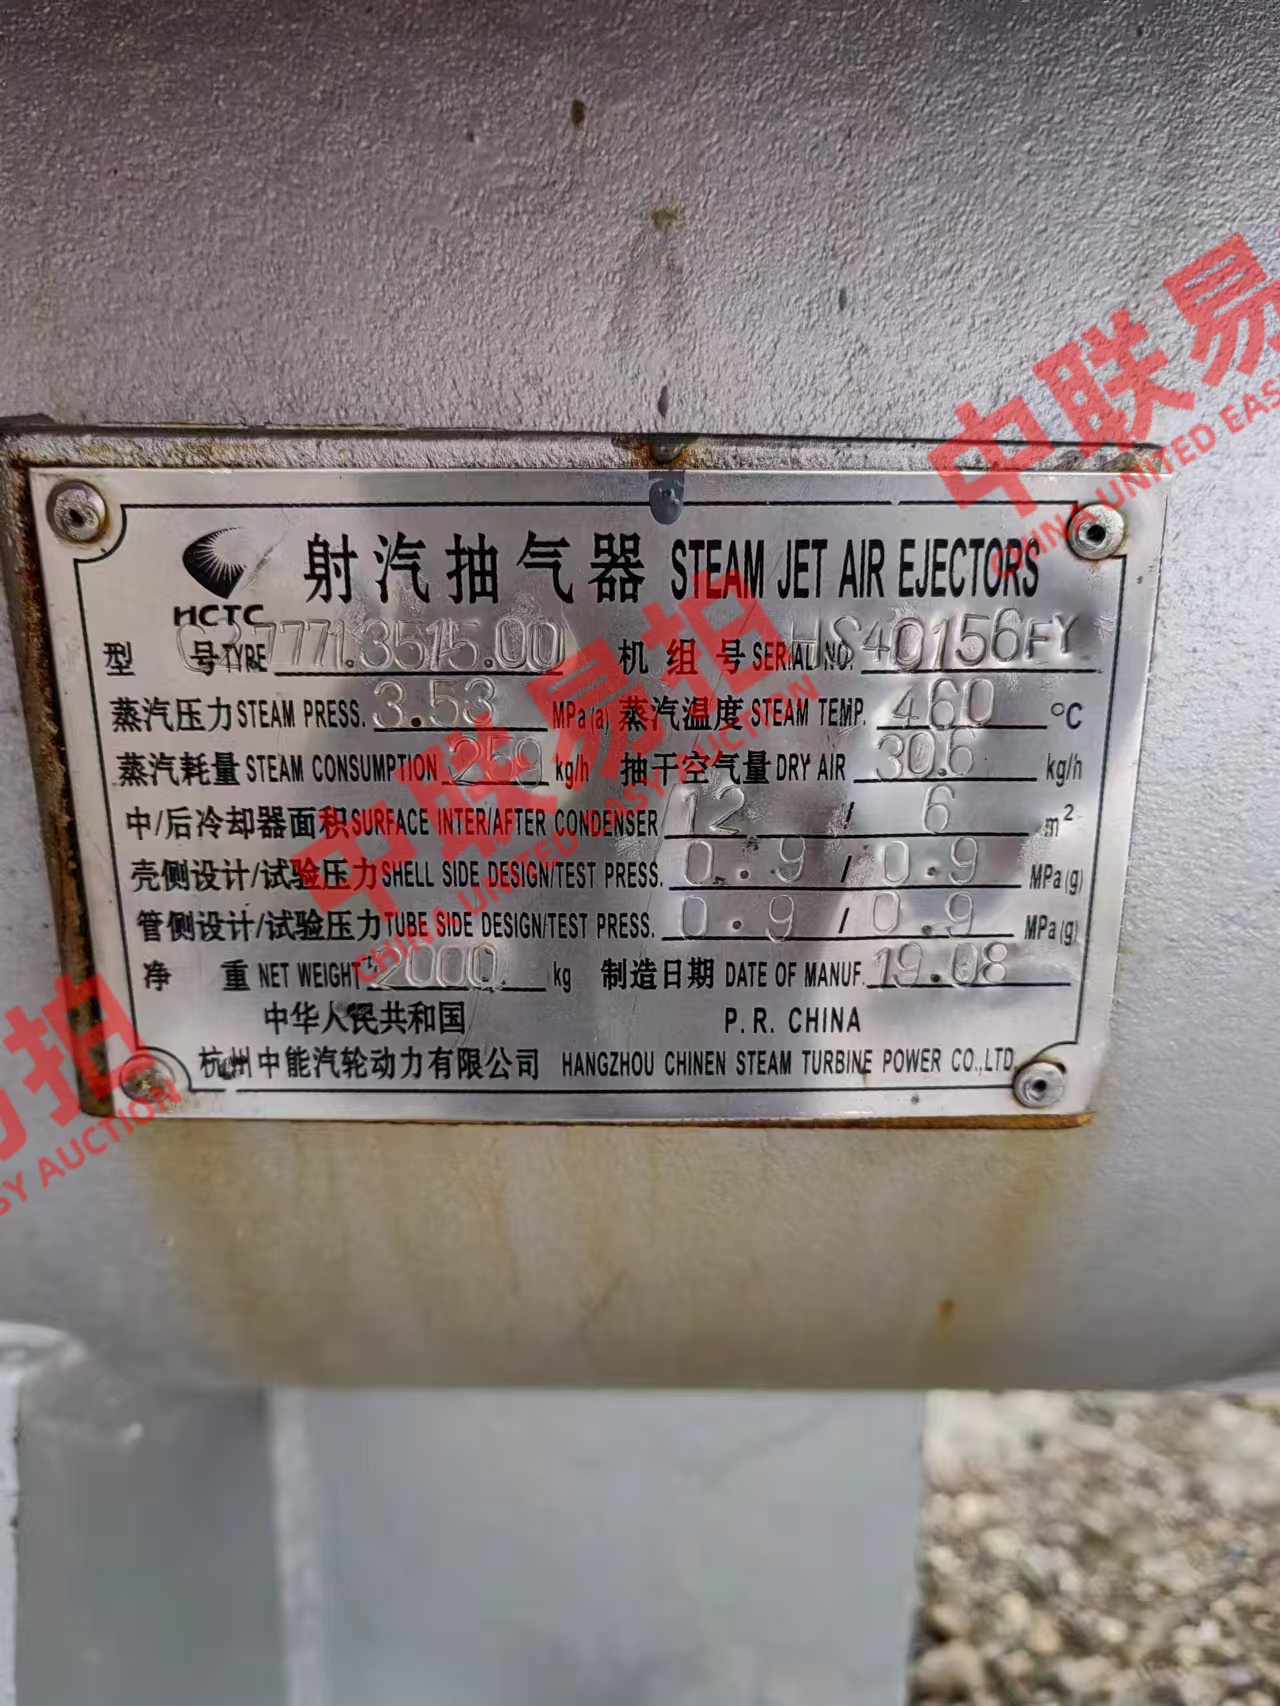 中联易拍
CHINA UNITED EASY AUCTION
HCTC
射汽抽气器 STEAM JET AIR EJECTORS
型 号 TYPE 7771.3515.00 机组号 SERIAL NO. HS40156FY
蒸汽压力 STEAM PRESS. 3.53 MPa(a) 蒸汽温度 STEAM TEMP. 460 °C
蒸汽耗量 STEAM CONSUMPTION 259 kg/h 抽干空气量 DRY AIR 30.6 kg/h
中/后冷却器面积 SURFACE INTER/AFTER CONDENSER 12 / 6 m²
壳侧设计/试验压力 SHELL SIDE DESIGN/TEST PRESS. 0.9 / 0.9 MPa(g)
管侧设计/试验压力 TUBE SIDE DESIGN/TEST PRESS. 0.9 / 0.9 MPa(g)
净 重 NET WEIGHT 2000 kg 制造日期 DATE OF MANUF. 19.08
中华人民共和国 P.R. CHINA
杭州中能汽轮动力有限公司 HANGZHOU CHINEN STEAM TURBINE POWER CO.,LTD.